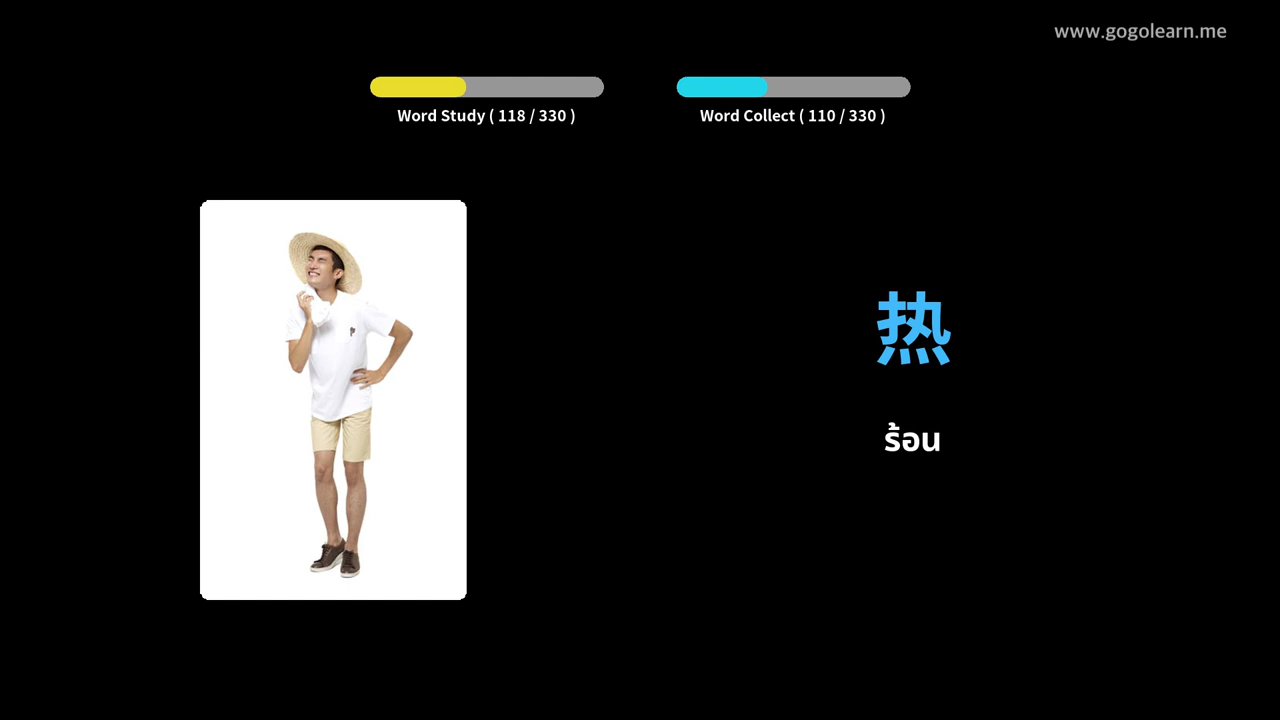 www.gogolearn.me
Word Study ( 118 / 330 )
Word Collect ( 110 / 330 )
热
ร้อน